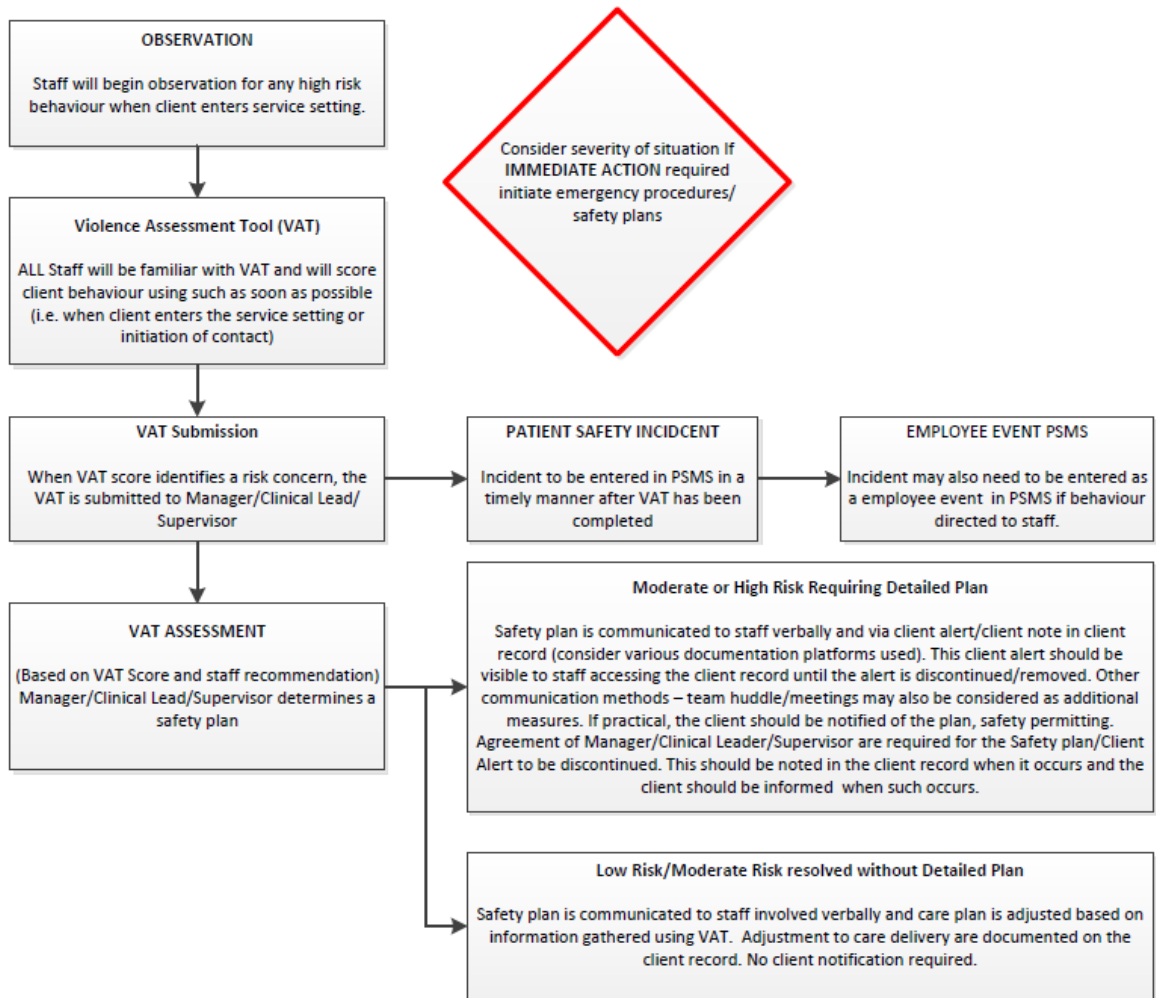 OBSERVATION
Staff will begin observation for any high risk
behaviour when client enters service setting.
Consider severity of situation If
IMMEDIATE ACTION required
initiate emergency procedures/
safety plans
Violence Assessment Tool (VAT)
ALL Staff will be familiar with VAT and will score
client behaviour using such as soon as possible
(i.e. when client enters the service setting or
initiation of contact)
VAT Submission
When VAT score identifies a risk concern, the
VAT is submitted to Manager/Clinical Lead/
Supervisor
PATIENT SAFETY INCIDCENT
Incident to be entered in PSMS in a
timely manner after VAT has been
completed
EMPLOYEE EVENT PSMS
Incident may also need to be entered as
a employee event in PSMS if behaviour
directed to staff.
VAT ASSESSMENT
(Based on VAT Score and staff recommendation)
Manager/Clinical Lead/Supervisor determines a
safety plan
Moderate or High Risk Requiring Detailed Plan
Safety plan is communicated to staff verbally and via client alert/client note in client
record (consider various documentation platforms used). This client alert should be
visible to staff accessing the client record until the alert is discontinued/removed. Other
communication methods – team huddle/meetings may also be considered as additional
measures. If practical, the client should be notified of the plan, safety permitting.
Agreement of Manager/Clinical Leader/Supervisor are required for the Safety plan/Client
Alert to be discontinued. This should be noted in the client record when it occurs and the
client should be informed when such occurs.
Low Risk/Moderate Risk resolved without Detailed Plan
Safety plan is communicated to staff involved verbally and care plan is adjusted based on
information gathered using VAT. Adjustment to care delivery are documented on the
client record. No client notification required.